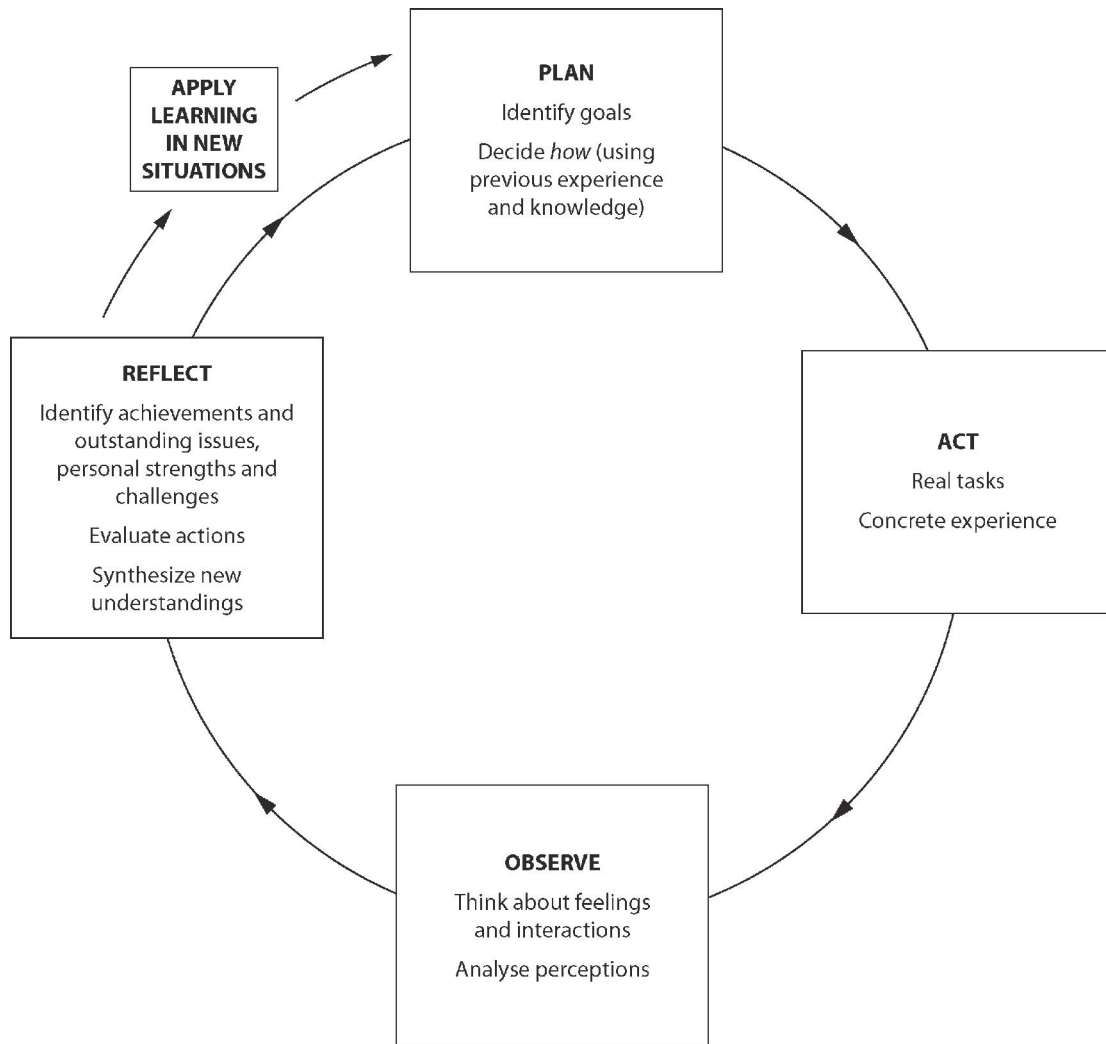 PLAN
Identify goals
Decide how (using
previous experience
and knowledge)
APPLY
LEARNING
IN NEW
SITUATIONS
ACT
Real tasks
Concrete experience
OBSERVE
Think about feelings
and interactions
Analyse perceptions
REFLECT
Identify achievements and
outstanding issues,
personal strengths and
challenges
Evaluate actions
Synthesize new
understandings